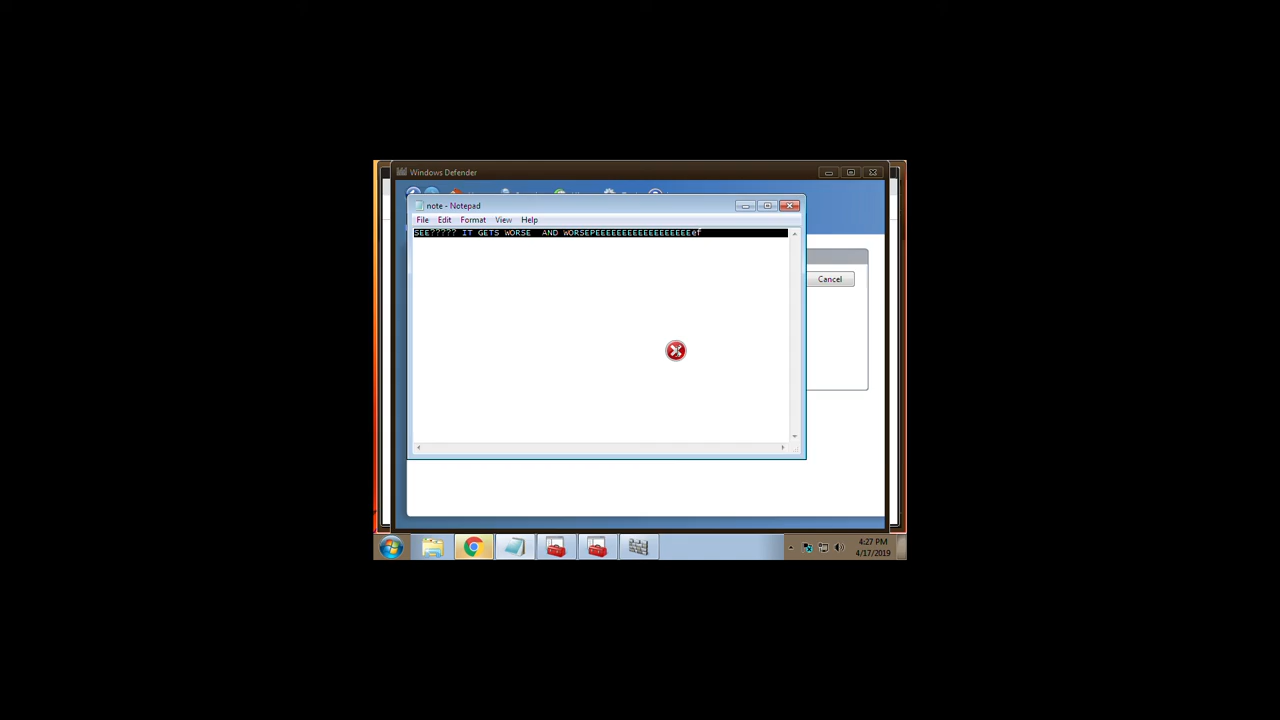 Windows Defender
note - Notepad
File Edit Format View Help
SEE????? IT GETS WORSE  AND WORSEPEEEEEEEEEEEEEEEEEEef
Cancel
4:27 PM
4/17/2019